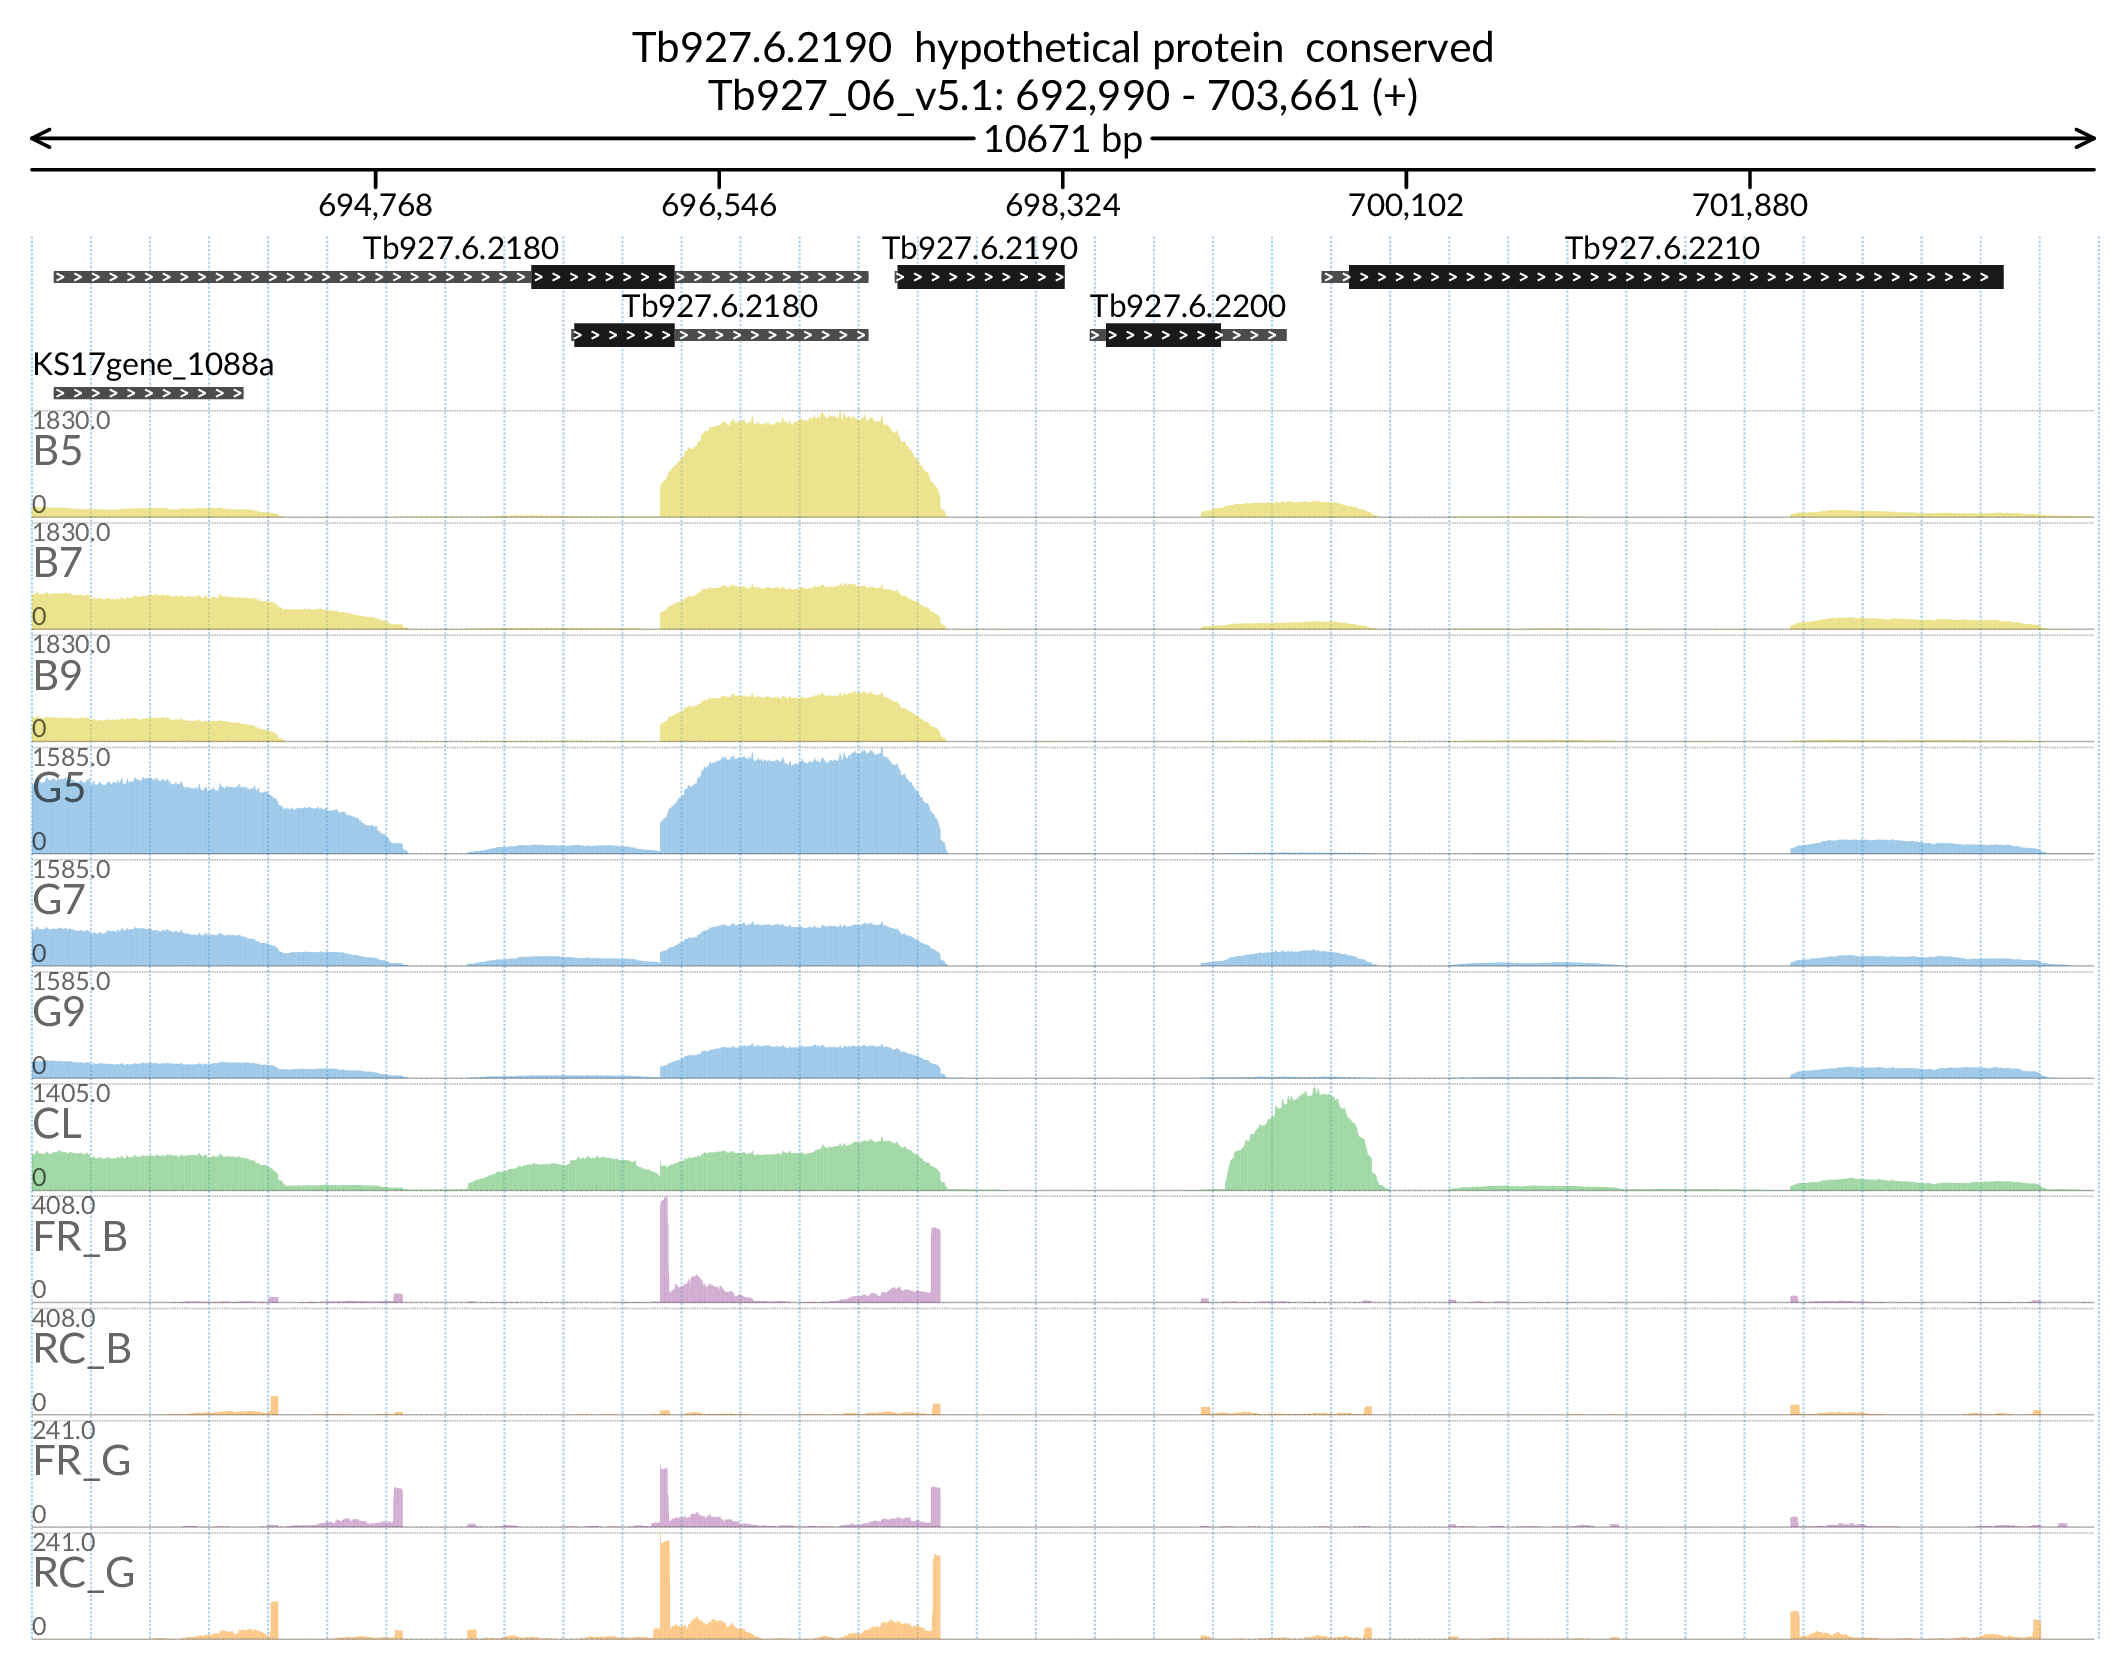 Tb927.6.2190  hypothetical protein  conserved
Tb927_06_v5.1: 692,990 - 703,661 (+)
10671 bp
694,768 696,546 698,324 700,102 701,880
Tb927.6.2180 Tb927.6.2190 Tb927.6.2210
Tb927.6.2180 Tb927.6.2200
KS17gene_1088a
1830.0
B5
0
1830.0
B7
0
1830.0
B9
0
1585.0
G5
0
1585.0
G7
0
1585.0
G9
0
1405.0
CL
0
408.0
FR_B
0
408.0
RC_B
0
241.0
FR_G
0
241.0
RC_G
0